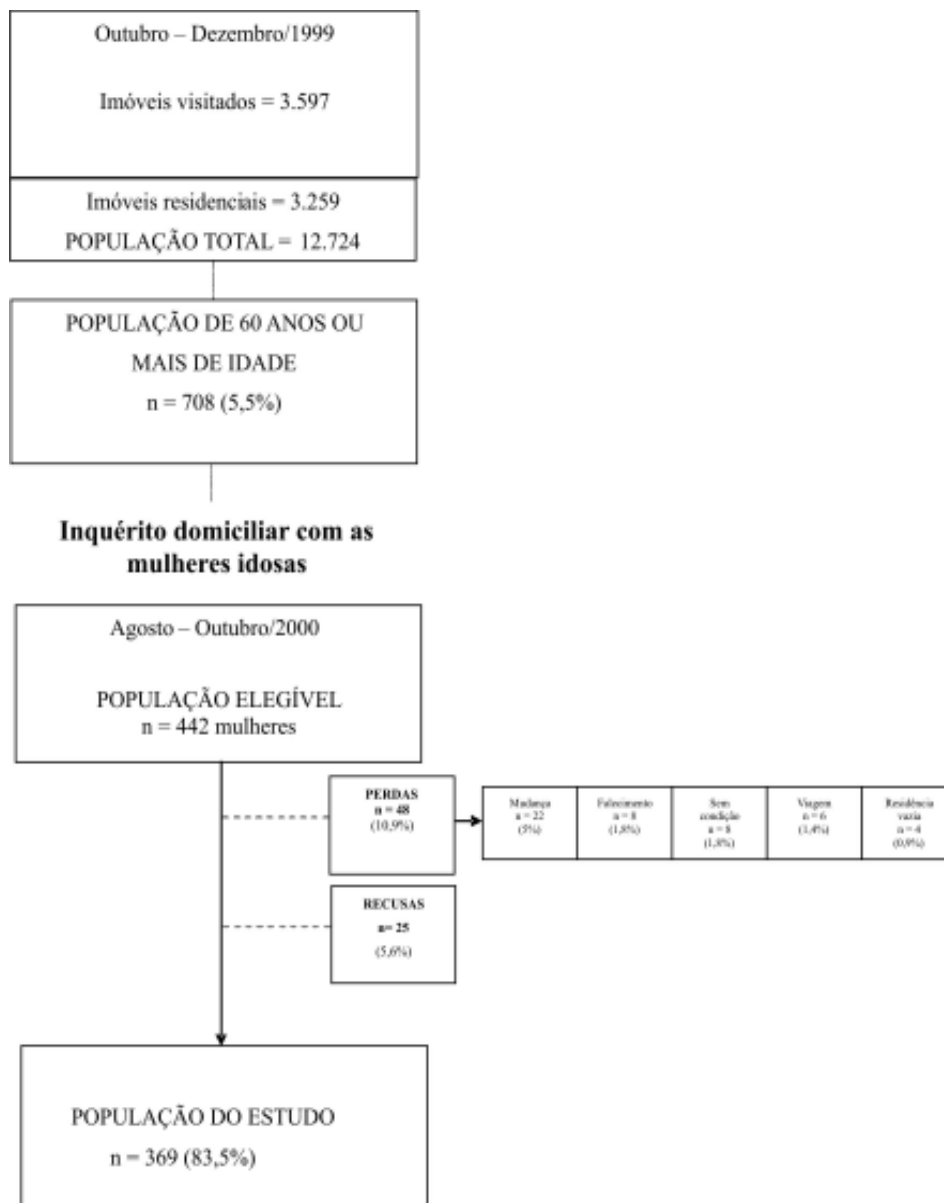 Outubro – Dezembro/1999
Imóveis visitados = 3.597
Imóveis residenciais = 3.259
POPULAÇÃO TOTAL = 12.724
POPULAÇÃO DE 60 ANOS OU
MAIS DE IDADE
n = 708 (5,5%)
Inquérito domiciliar com as
mulheres idosas
Agosto – Outubro/2000
POPULAÇÃO ELEGÍVEL
n = 442 mulheres
PERDAS
n = 48
(10,9%)
Mudança
n = 22
(5%)
Falecimento
n = 8
(1,8%)
Sem
condição
n = 8
(1,8%)
Viagem
n = 6
(1,4%)
Residência
vazia
n = 4
(0,9%)
RECUSAS
n= 25
(5,6%)
POPULAÇÃO DO ESTUDO
n = 369 (83,5%)